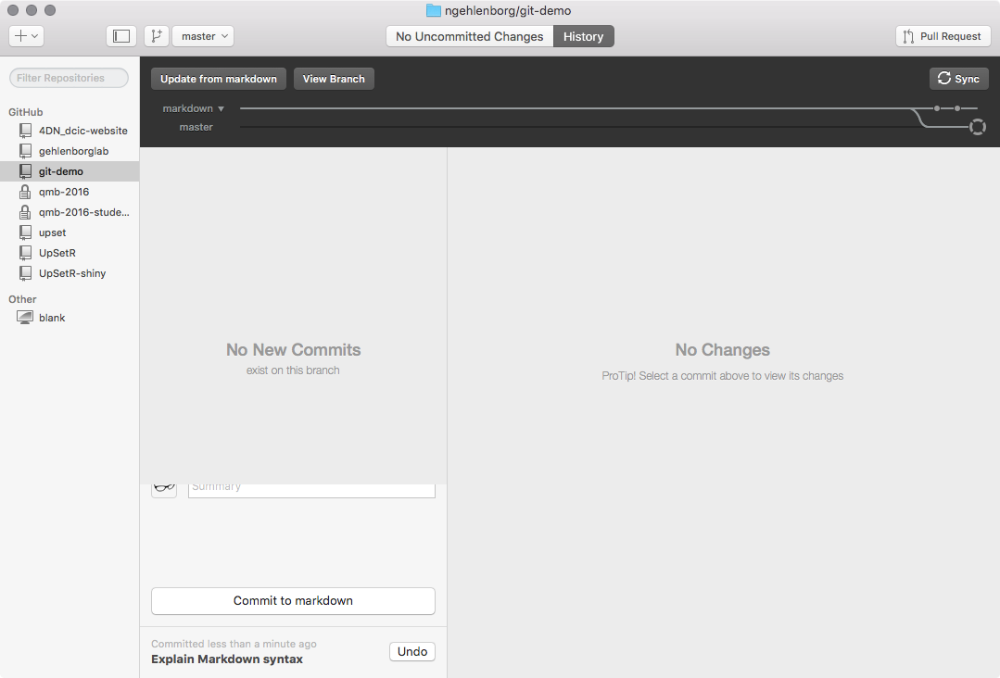 ngehlenborg/git-demo
master
No Uncommitted Changes
History
Pull Request
Filter Repositories
GitHub
4DN_dcic-website
gehlenborglab
git-demo
qmb-2016
qmb-2016-stude...
upset
UpSetR
UpSetR-shiny
Other
blank
Update from markdown
View Branch
Sync
markdown
master
No New Commits
exist on this branch
No Changes
ProTip! Select a commit above to view its changes
Summary
Commit to markdown
Committed less than a minute ago
Explain Markdown syntax
Undo